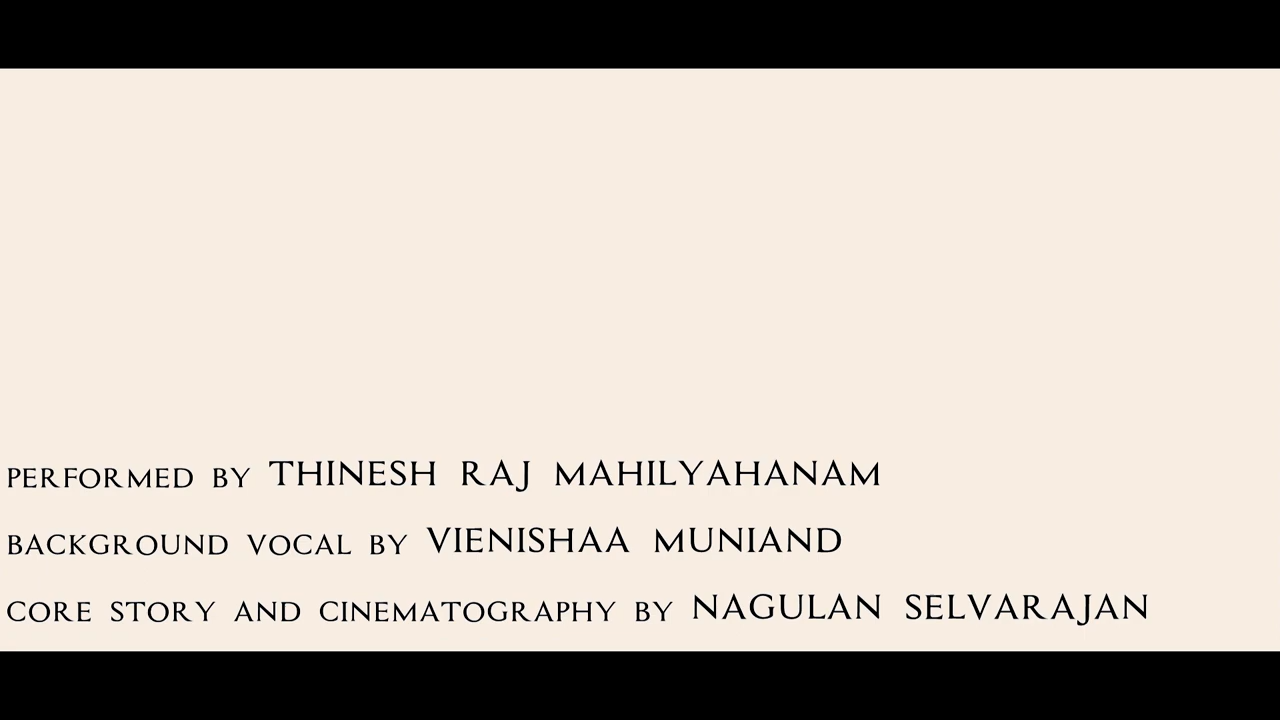 PERFORMED BY THINESH RAJ MAHILYAHANAM
BACKGROUND VOCAL BY VIENISHAA MUNIAND
CORE STORY AND CINEMATOGRAPHY BY NAGULAN SELVARAJAN